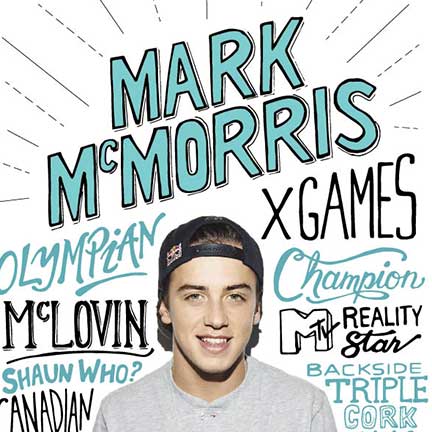 MARK
McMORRIS
X GAMES
OLYMPiAN
Champion
McLOVIN
MTV REALITY
Star
SHAUN WHO?
BACKSIDE
TRIPLE
CORK
CANADIAN